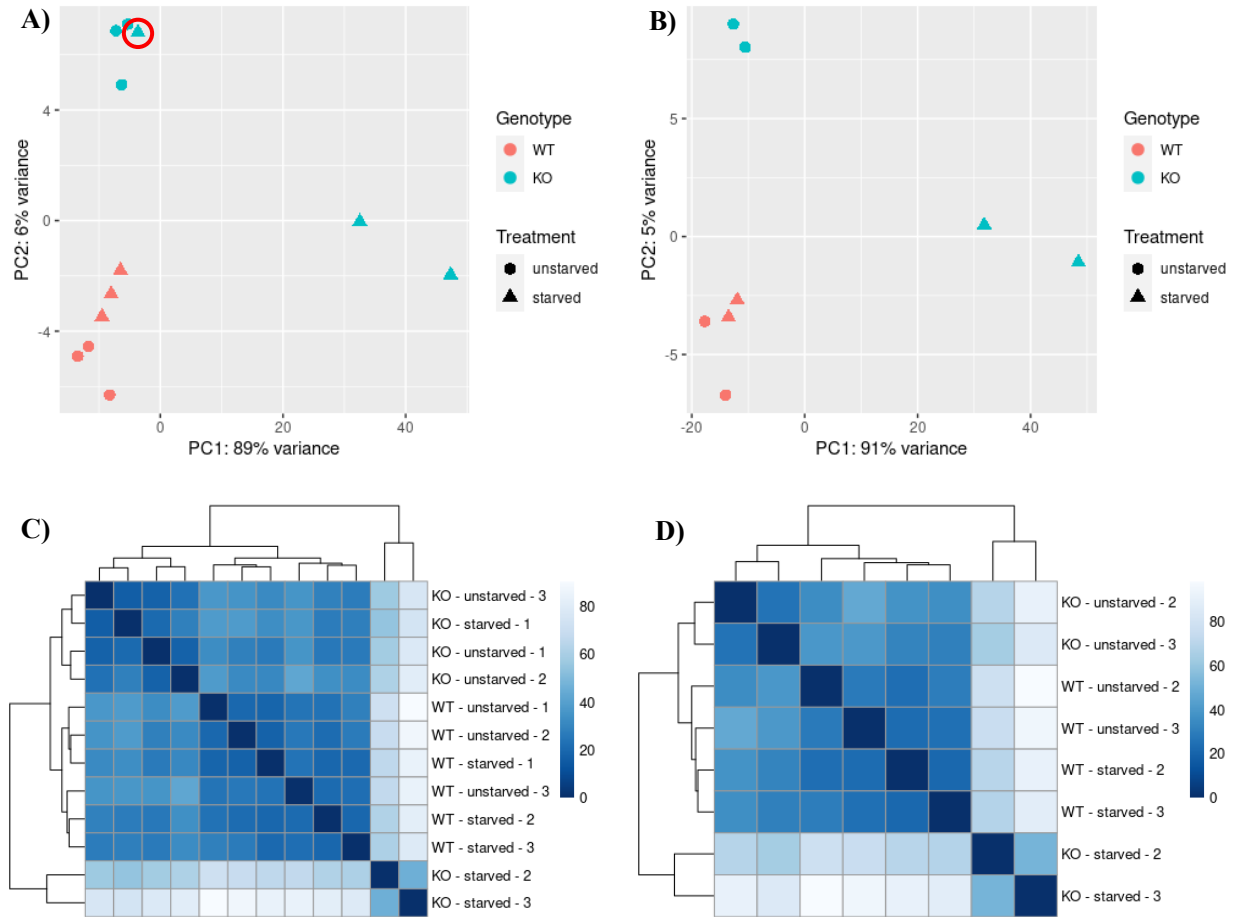 A)
4
0
-4
PC2: 6% variance
0
20
40
PC1: 89% variance
Genotype
WT
KO
Treatment
unstarved
starved
B)
5
0
-5
PC2: 5% variance
-20
0
20
40
PC1: 91% variance
Genotype
WT
KO
Treatment
unstarved
starved
C)
KO - unstarved - 3
KO - starved - 1
KO - unstarved - 1
KO - unstarved - 2
WT - unstarved - 1
WT - unstarved - 2
WT - starved - 1
WT - unstarved - 3
WT - starved - 2
WT - starved - 3
KO - starved - 2
KO - starved - 3
80
60
40
20
0
D)
KO - unstarved - 2
KO - unstarved - 3
WT - unstarved - 2
WT - unstarved - 3
WT - starved - 2
WT - starved - 3
KO - starved - 2
KO - starved - 3
80
60
40
20
0